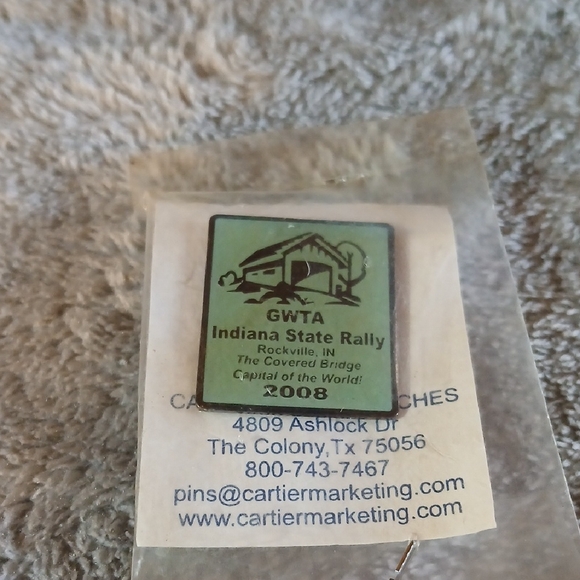 GWTA
Indiana State Rally
Rockville, IN
The Covered Bridge
Capital of the World!
2008
4809 Ashlock Dr
The Colony,Tx 75056
800-743-7467
pins@cartiermarketing.com
www.cartiermarketing.com